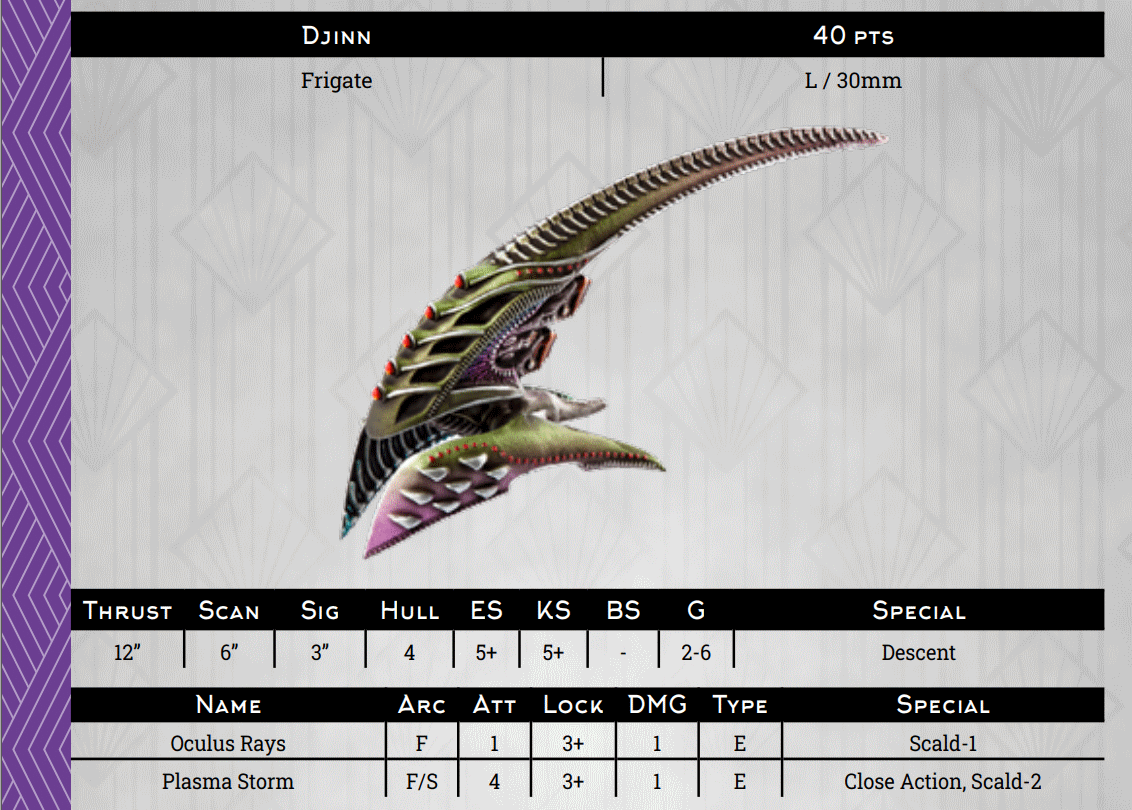 Djinn 40 pts
Frigate L / 30mm
Thrust Scan Sig Hull ES KS BS G Special
12” 6” 3” 4 5+ 5+ - 2-6 Descent
Name Arc Att Lock DMG Type Special
Oculus Rays F 1 3+ 1 E Scald-1
Plasma Storm F/S 4 3+ 1 E Close Action, Scald-2